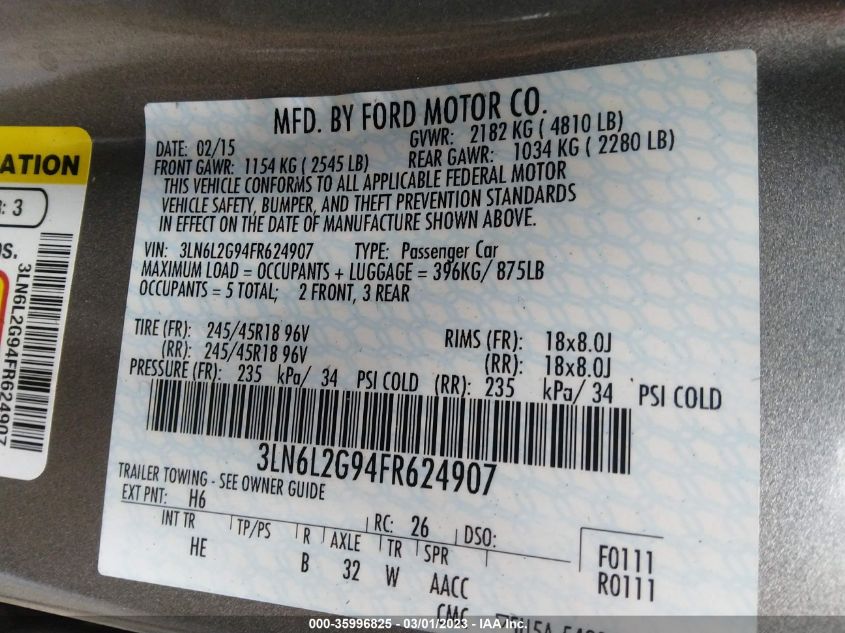 MFD. BY FORD MOTOR CO.
DATE: 02/15 GVWR: 2182 KG ( 4810 LB)
FRONT GAWR: 1154 KG ( 2545 LB) REAR GAWR: 1034 KG ( 2280 LB)
THIS VEHICLE CONFORMS TO ALL APPLICABLE FEDERAL MOTOR
VEHICLE SAFETY, BUMPER, AND THEFT PREVENTION STANDARDS
IN EFFECT ON THE DATE OF MANUFACTURE SHOWN ABOVE.
VIN: 3LN6L2G94FR624907 TYPE: Passenger Car
MAXIMUM LOAD = OCCUPANTS + LUGGAGE = 396KG/ 875LB
OCCUPANTS = 5 TOTAL; 2 FRONT, 3 REAR
TIRE (FR): 245/45R18 96V RIMS (FR): 18x8.0J
(RR): 245/45R18 96V (RR): 18x8.0J
PRESSURE (FR): 235 kPa/ 34 PSI COLD (RR): 235 kPa/ 34 PSI COLD
3LN6L2G94FR624907
TRAILER TOWING - SEE OWNER GUIDE
EXT PNT: H6 RC: 26 DSO:
INT TR TP/PS R AXLE TR SPR F0111
HE B 32 W AACC R0111
ATION
: 3
3LN6L2G94FR624907
000-35996825 - 03/01/2023 - IAA Inc.